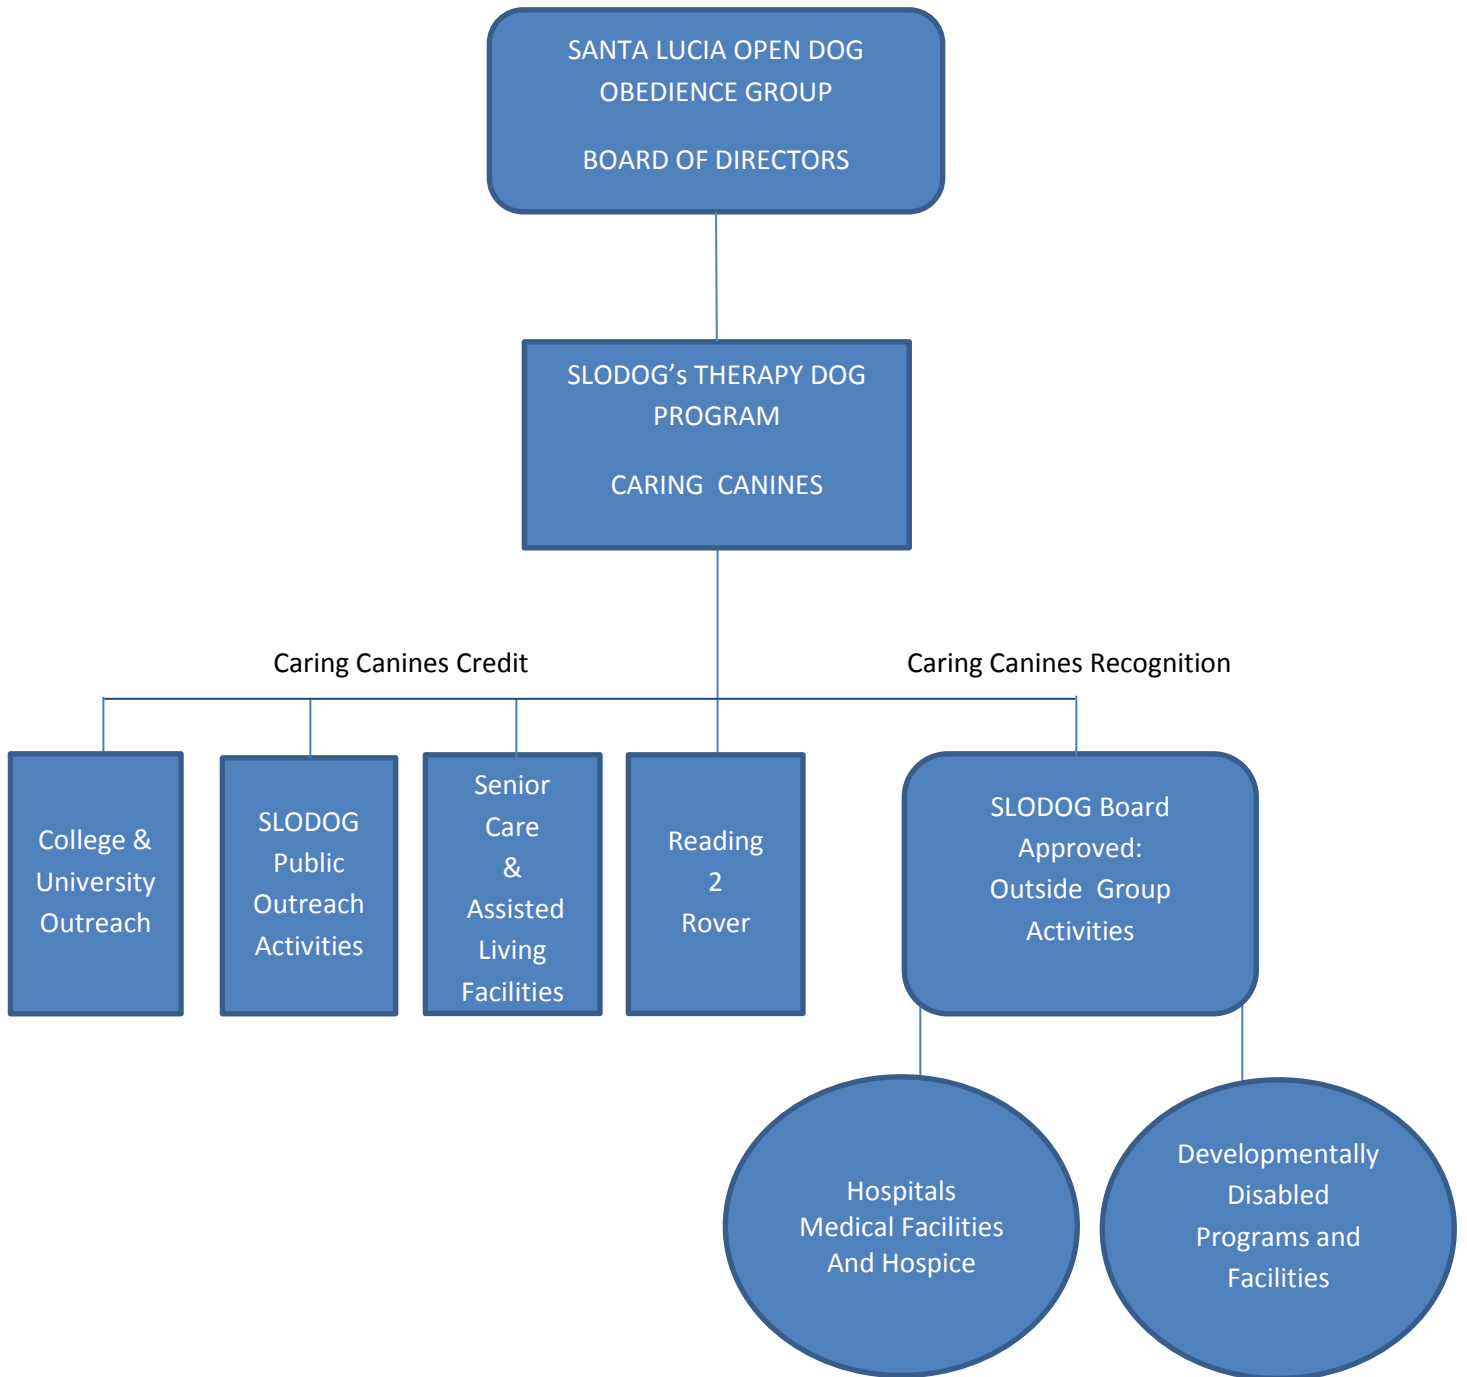 SANTA LUCIA OPEN DOG
OBEDIENCE GROUP
BOARD OF DIRECTORS
SLODOG’s THERAPY DOG
PROGRAM
CARING  CANINES
Caring Canines Credit
Caring Canines Recognition
College &
University
Outreach
SLODOG
Public
Outreach
Activities
Senior
Care
&
Assisted
Living
Facilities
Reading
2
Rover
SLODOG Board
Approved:
Outside  Group
Activities
Hospitals
Medical Facilities
And Hospice
Developmentally
Disabled
Programs and
Facilities